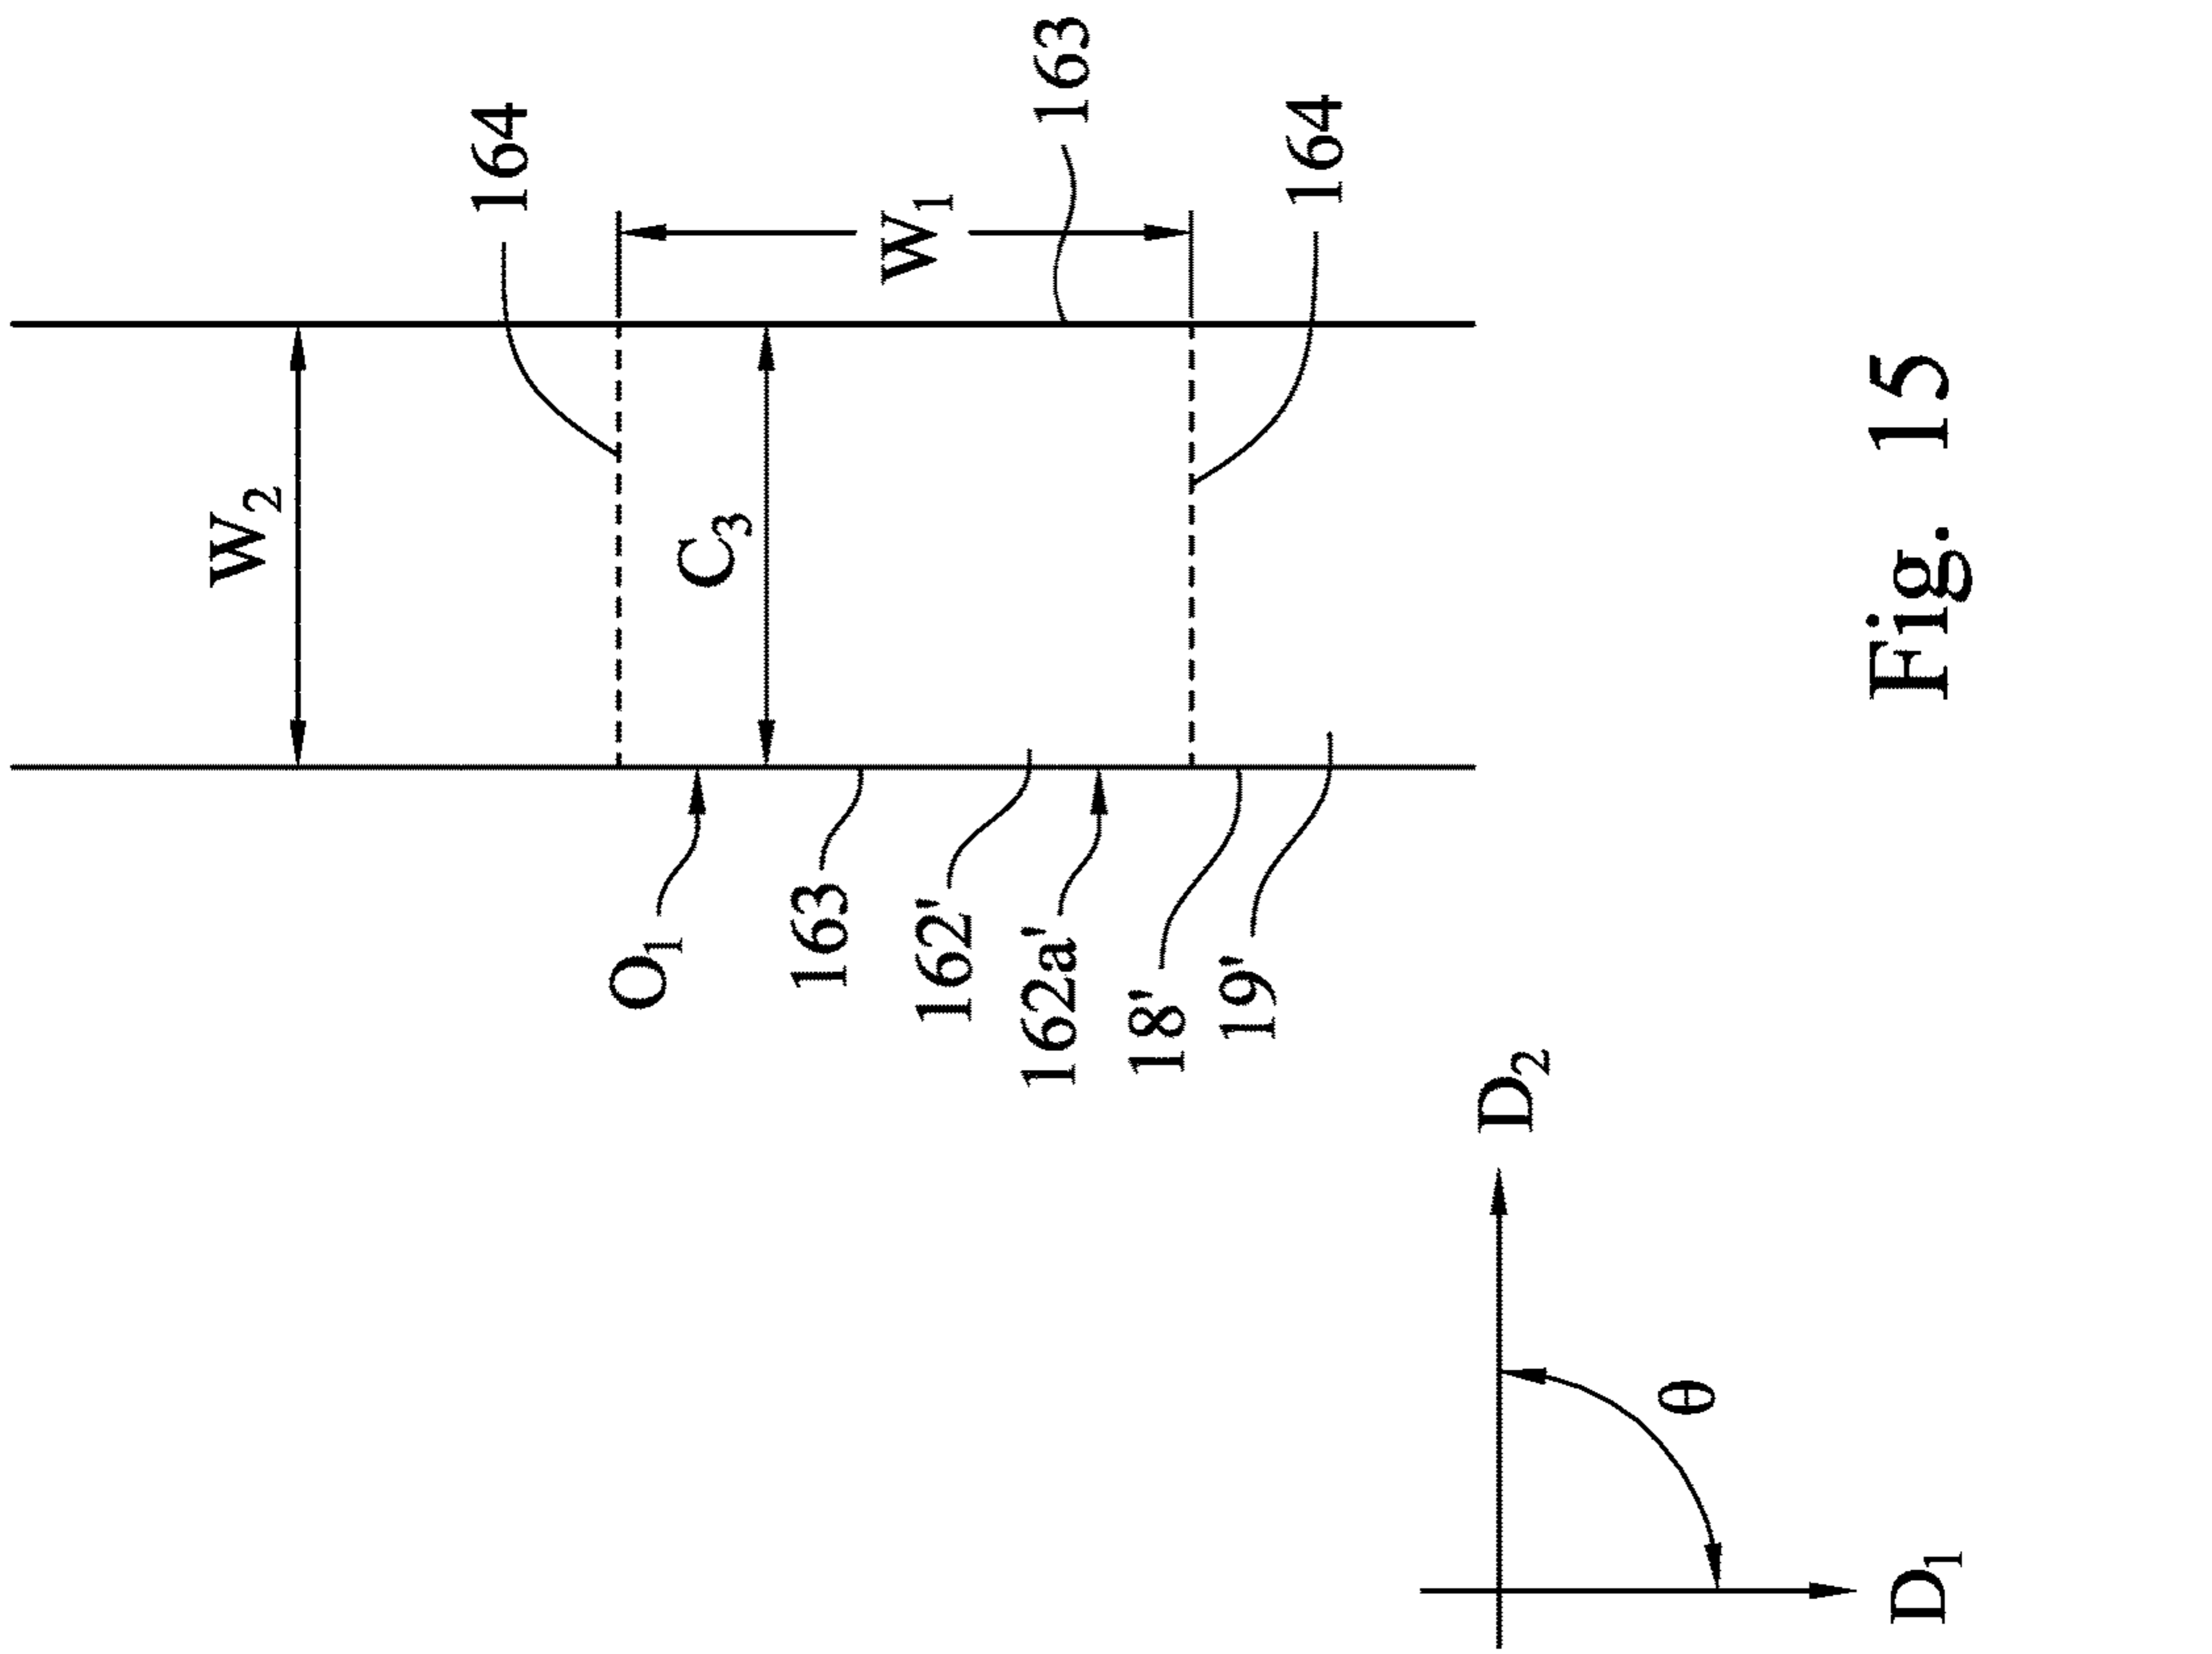 W₂
164
O₁
C₃
163
W₁
162'
162a'
163
18'
19'
164
D₂
θ
D₁
Fig. 15